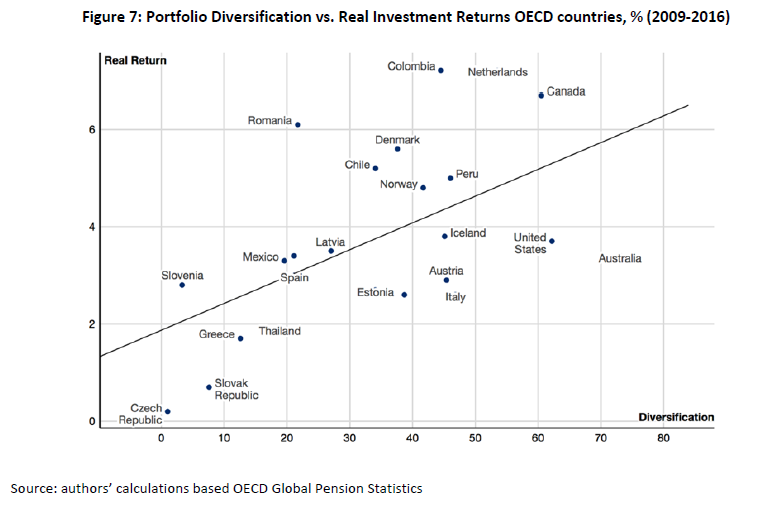 Figure 7: Portfolio Diversification vs. Real Investment Returns OECD countries, % (2009-2016)
Real Return
Colombia
Netherlands
Canada
Romania
6
Denmark
Chile
Peru
Norway
4
Iceland
United
States
Latvia
Mexico
Australia
Slovenia
Spain
Austria
Estonia
Italy
2
Greece
Thailand
Slovak
Republic
Czech
Republic
0
Diversification
0 10 20 30 40 50 60 70 80
Source: authors’ calculations based OECD Global Pension Statistics